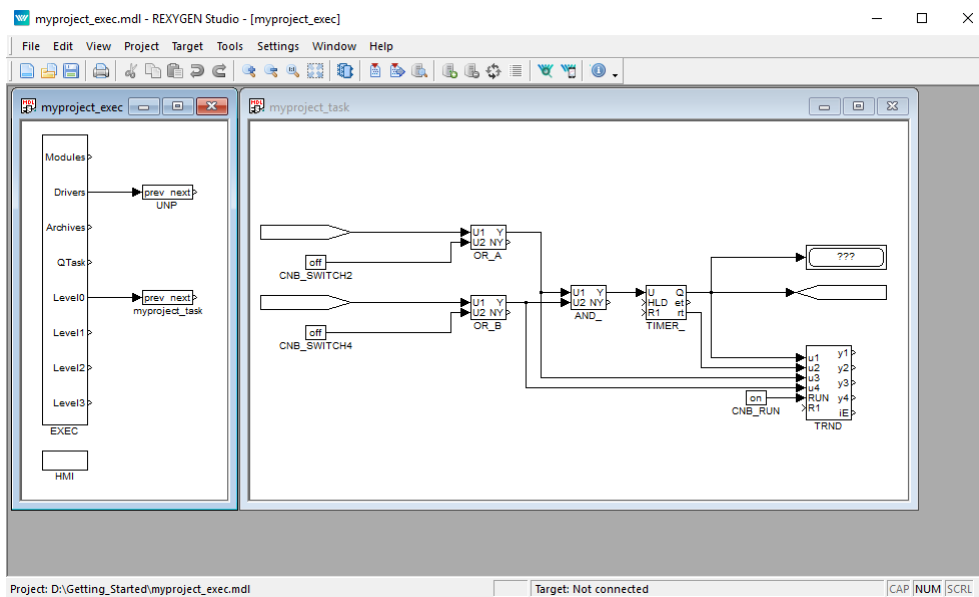 myproject_exec.mdl - REXYGEN Studio - [myproject_exec]
File Edit View Project Target Tools Settings Window Help
myproject_exec
Modules
Drivers
prev next
UNP
Archives
QTask
Level0
prev next
myproject_task
Level1
Level2
Level3
EXEC
HMI
myproject_task
U1 Y
U2 NY
OR_A
off
CNB_SWITCH2
???
U1 Y
U2 NY
AND_
U Q
HLD et
R1 rt
TIMER_
U1 Y
U2 NY
OR_B
off
CNB_SWITCH4
u1 y1
u2 y2
u3 y3
u4
RUN y4
R1 iE
TRND
on
CNB_RUN
Project: D:\Getting_Started\myproject_exec.mdl
Target: Not connected
CAP NUM SCRL